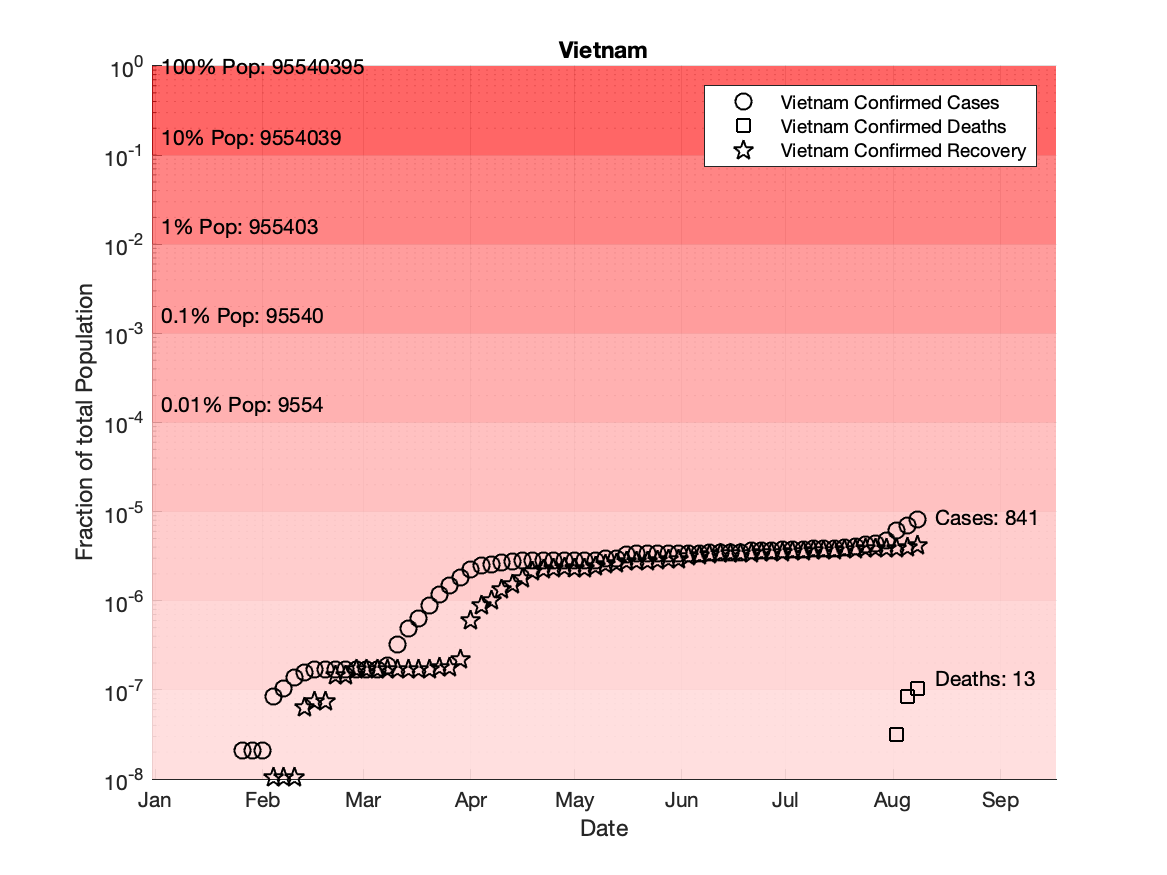 Vietnam
10^0
100% Pop: 95540395
Vietnam Confirmed Cases
Vietnam Confirmed Deaths
Vietnam Confirmed Recovery
10% Pop: 9554039
10^-1
1% Pop: 955403
10^-2
0.1% Pop: 95540
10^-3
0.01% Pop: 9554
10^-4
10^-5
Cases: 841
10^-6
10^-7
Deaths: 13
10^-8
Fraction of total Population
Jan Feb Mar Apr May Jun Jul Aug Sep
Date